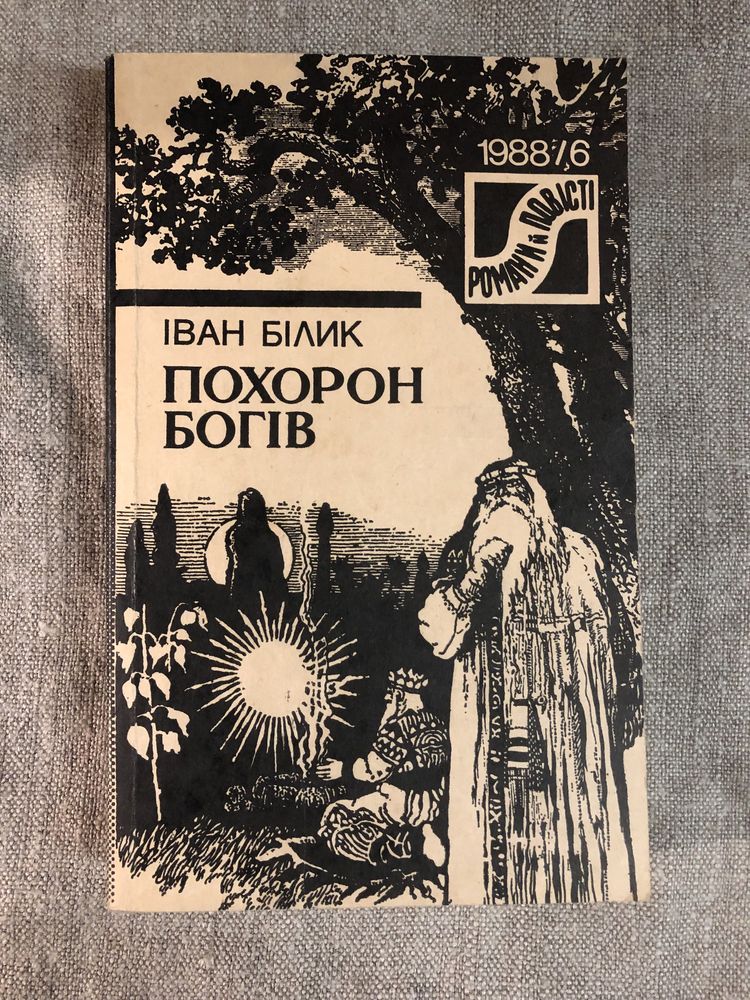 1988/6
РОМАНИ й ПОВІСТІ
ІВАН БІЛИК
ПОХОРОН
БОГІВ